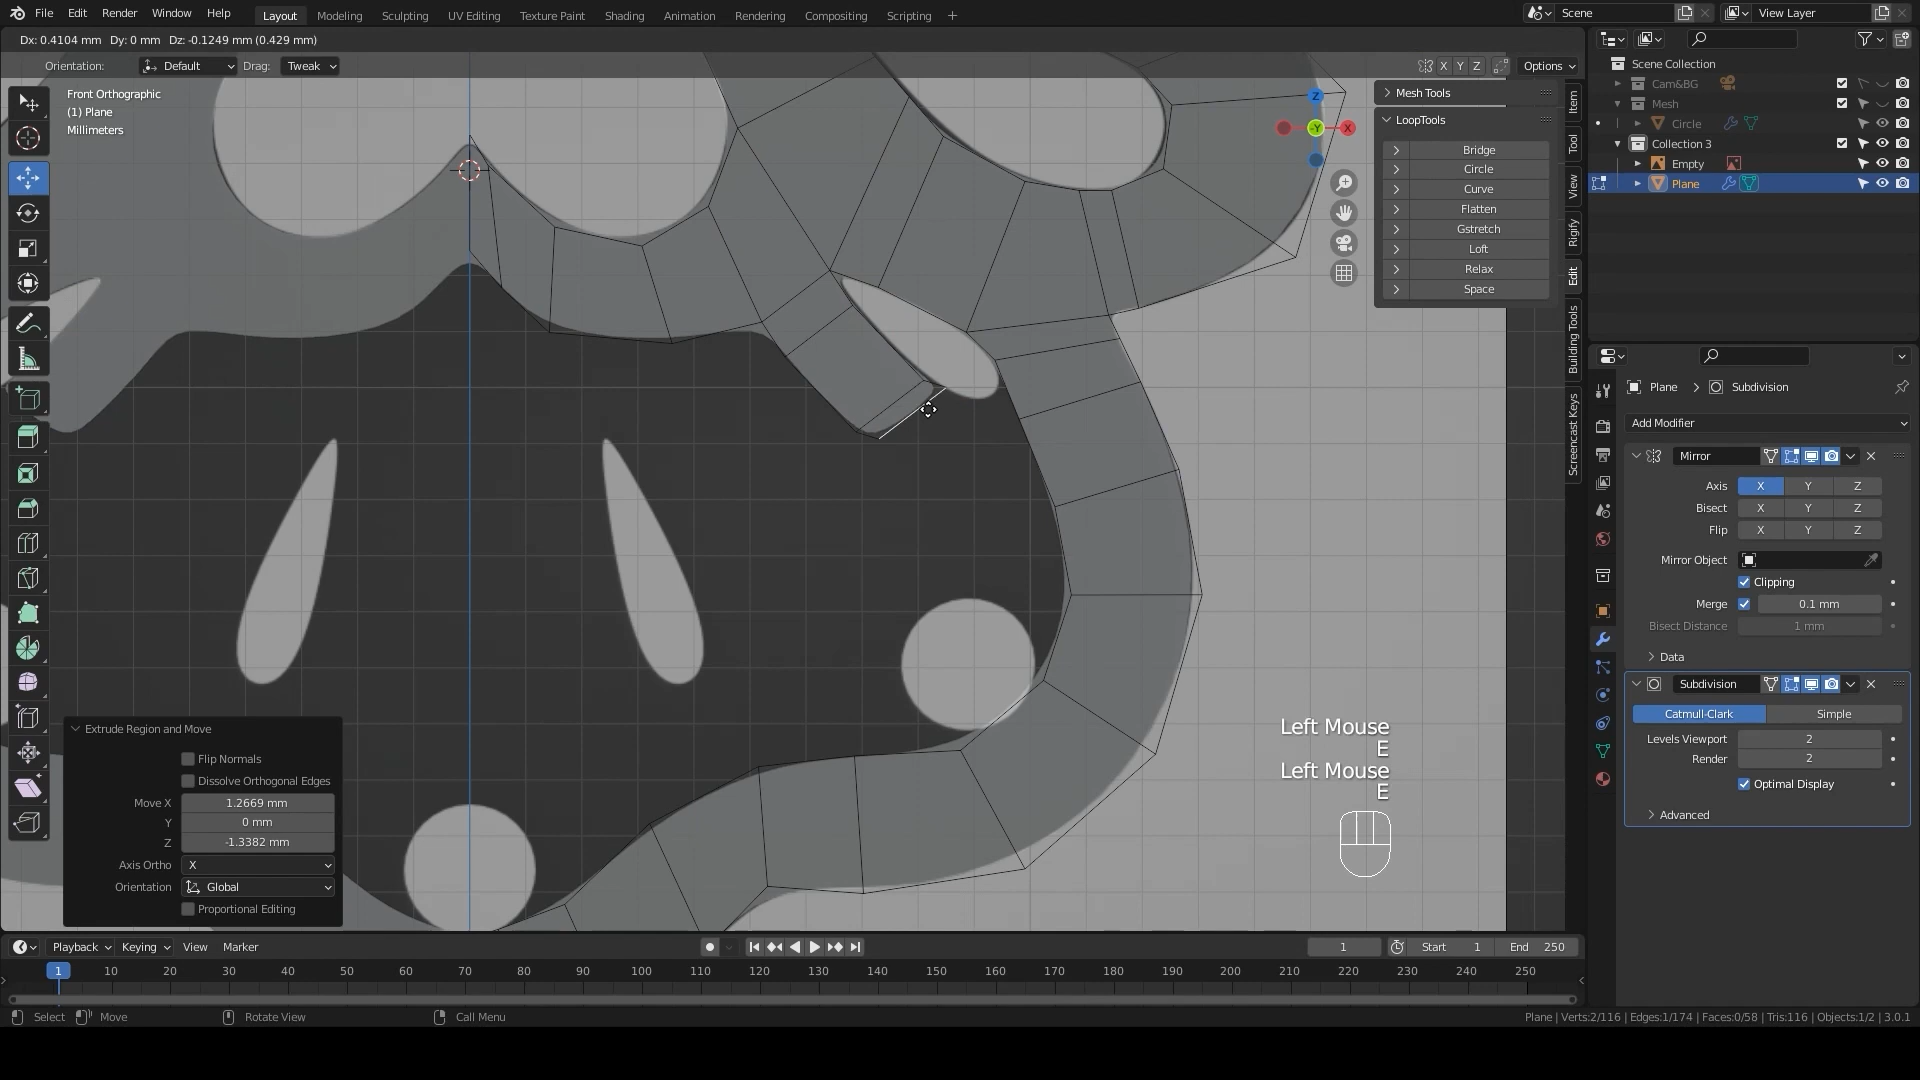 File Edit Render Window Help Layout Modeling Sculpting UV Editing Texture Paint Shading Animation Rendering Compositing Scripting + Scene View Layer
Dx: 0.4104 mm Dy: 0 mm Dz: -0.1249 mm (0.429 mm)
Orientation: Default Drag: Tweak X Y Z Options
Front Orthographic
(1) Plane
Millimeters
Z
-Y X
Mesh Tools
LoopTools
Bridge
Circle
Curve
Flatten
Gstretch
Loft
Relax
Space
Item
Tool
View
Rigify
Edit
Building Tools
Screencast Keys
Scene Collection
Cam&BG
Mesh
Circle
Collection 3
Empty
Plane
Plane > Subdivision
Add Modifier
Mirror
Axis X Y Z
Bisect X Y Z
Flip X Y Z
Mirror Object
Clipping
Merge 0.1 mm
Bisect Distance 1 mm
Data
Subdivision
Catmull-Clark Simple
Levels Viewport 2
Render 2
Optimal Display
Advanced
Left Mouse
E
Left Mouse
E
Extrude Region and Move
Flip Normals
Dissolve Orthogonal Edges
Move X 1.2669 mm
Y 0 mm
Z -1.3382 mm
Axis Ortho X
Orientation Global
Proportional Editing
Playback Keying View Marker 1 Start 1 End 250
1 10 20 30 40 50 60 70 80 90 100 110 120 130 140 150 160 170 180 190 200 210 220 230 240 250
Select Move Rotate View Call Menu Plane | Verts:2/116 | Edges:1/174 | Faces:0/58 | Tris:116 | Objects:1/2 | 3.0.1